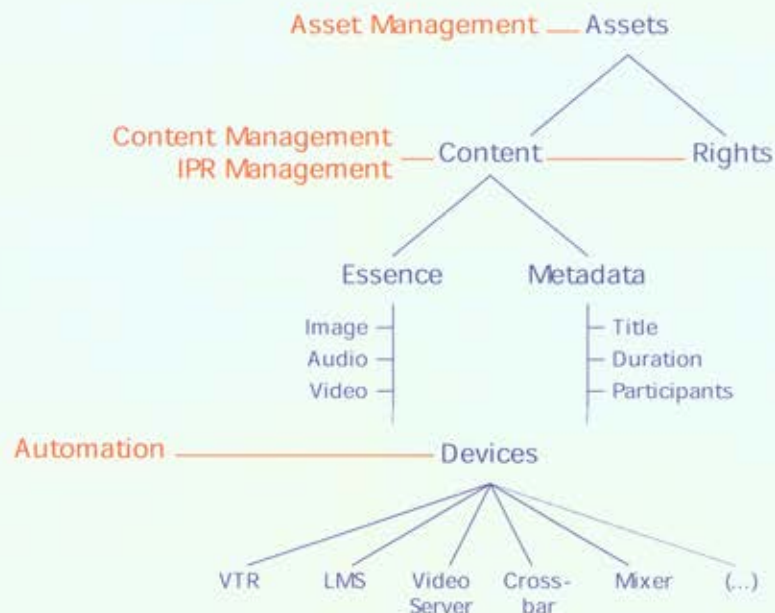 Asset Management
Assets
Content Management
IPR Management
Content
Rights
Essence
Metadata
Image
Title
Audio
Duration
Video
Participants
Automation
Devices
VTR
LMS
Video
Server
Cross-
bar
Mixer
(...)